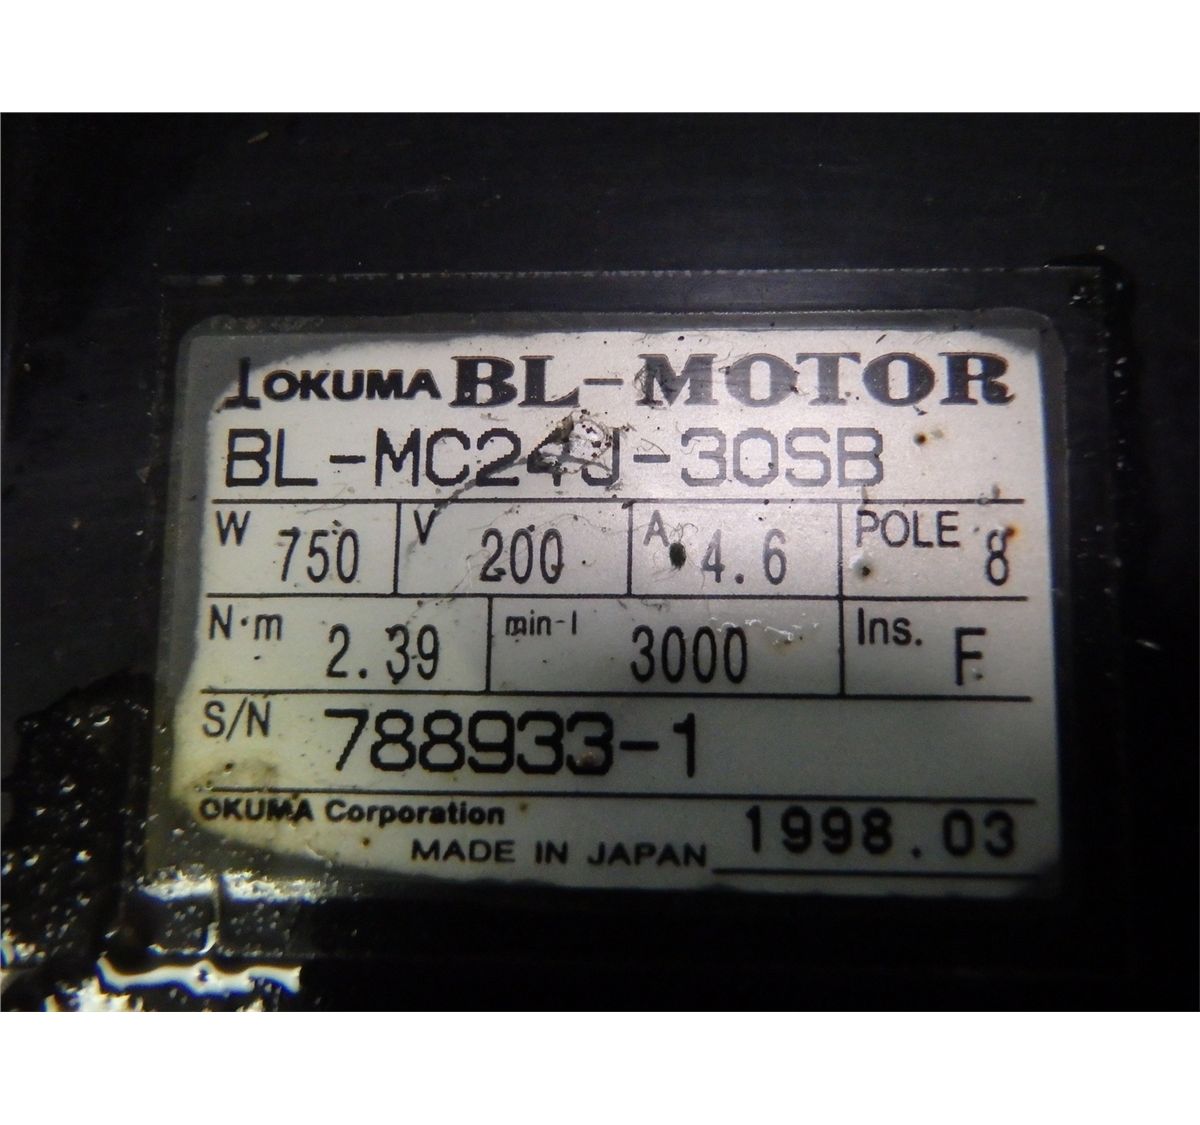 OKUMA BL-MOTOR
BL-MC24J-30SB
W 750 V 200 A 4.6 POLE 8
N·m 2.39 min-1 3000 Ins. F
S/N 788933-1
OKUMA Corporation
MADE IN JAPAN 1998.03